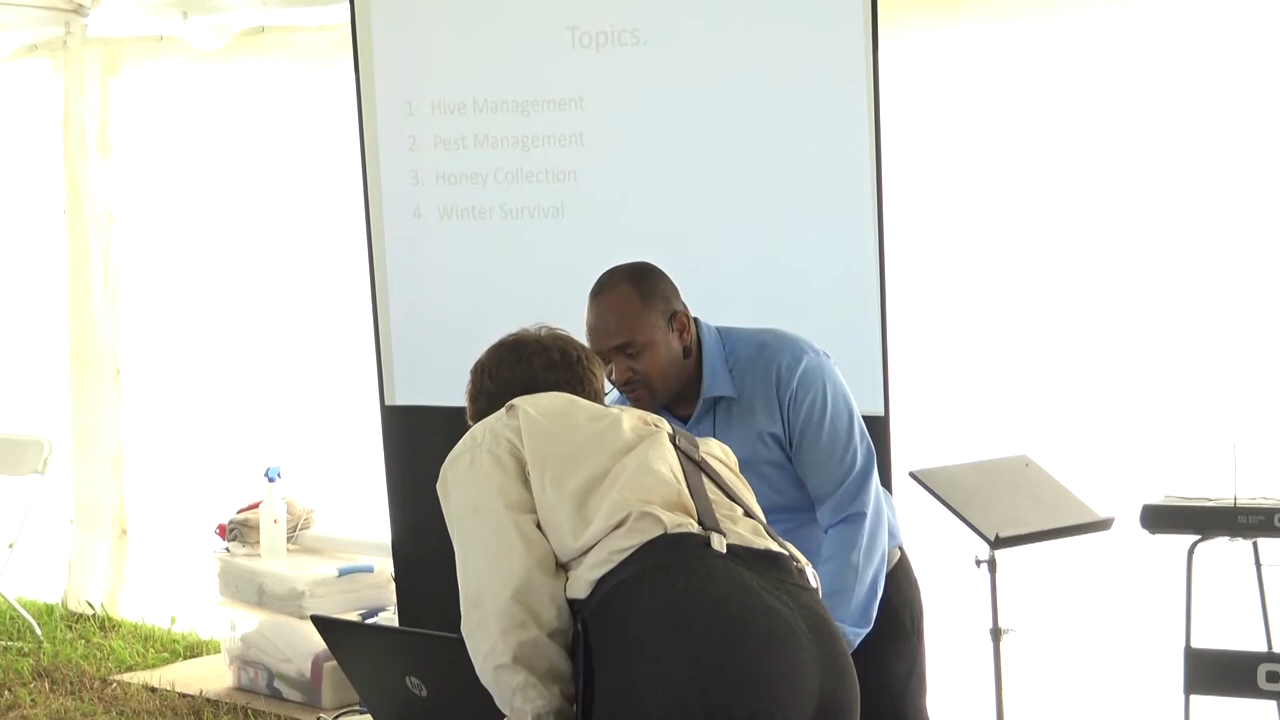 Topics.
1. Hive Management
2. Pest Management
3. Honey Collection
4. Winter Survival
hp